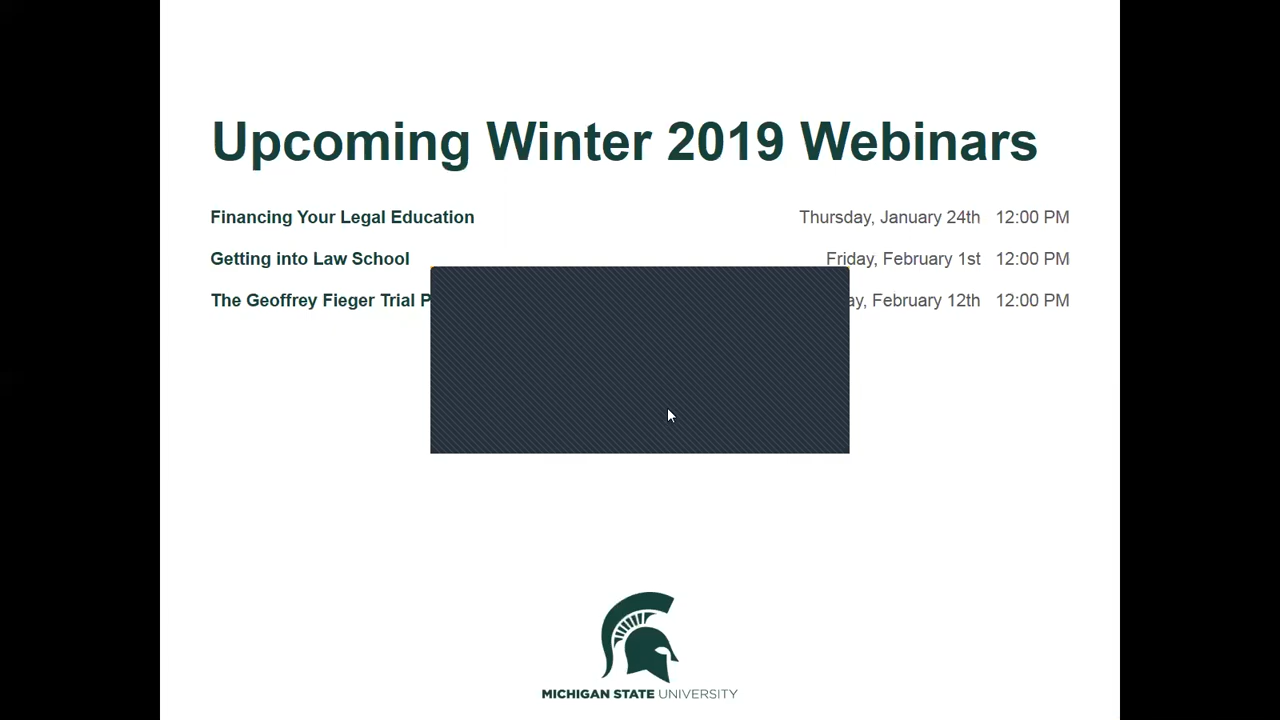 Upcoming Winter 2019 Webinars
Financing Your Legal Education Thursday, January 24th 12:00 PM
Getting into Law School Friday, February 1st 12:00 PM
The Geoffrey Fieger Trial February 12th 12:00 PM
MICHIGAN STATE UNIVERSITY